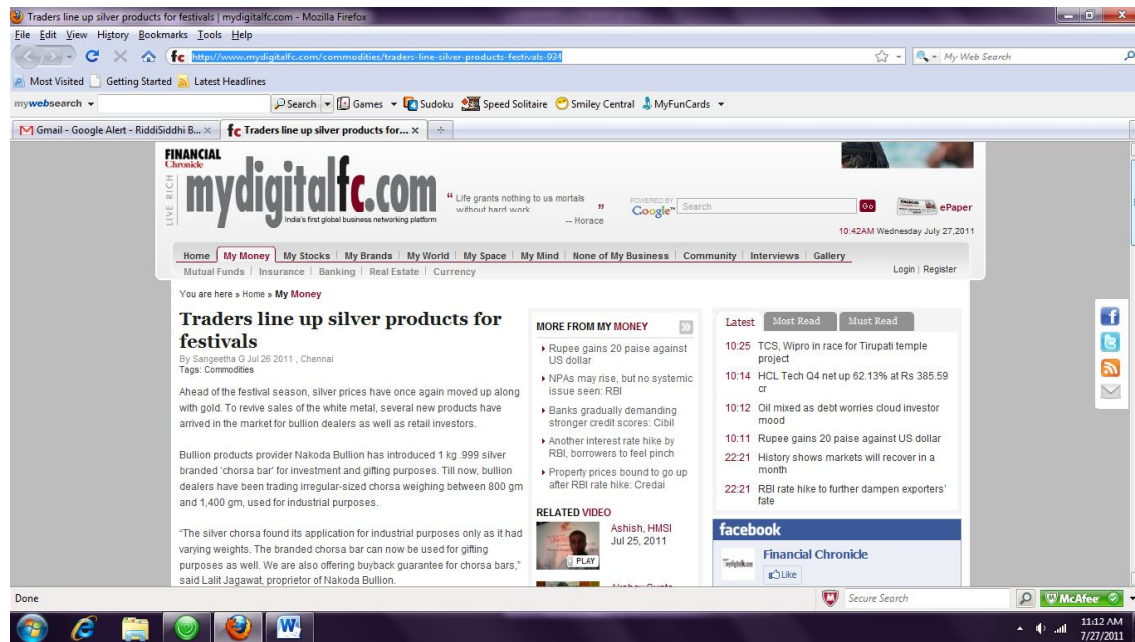 Traders line up silver products for festivals | mydigitalfc.com - Mozilla Firefox
File Edit View History Bookmarks Tools Help
fc http://www.mydigitalfc.com/commodities/traders-line-silver-products-festivals-934
My Web Search
Most Visited Getting Started Latest Headlines
mywebsearch Search Games Sudoku Speed Solitaire Smiley Central MyFunCards
Gmail - Google Alert - RiddiSiddhi B... fc Traders line up silver products for...
FINANCIAL
Chronicle
LIVE RICH
mydigitalfc.com
India's first global business networking platform
“ Life grants nothing to us mortals
without hard work ”
-- Horace
POWERED BY
Google™ Search Go ePaper
10:42AM Wednesday July 27,2011
Home My Money My Stocks My Brands My World My Space My Mind None of My Business Community Interviews Gallery
Mutual Funds Insurance Banking Real Estate Currency
Login | Register
You are here » Home » My Money
Traders line up silver products for
festivals
By Sangeetha G Jul 26 2011 , Chennai
Tags: Commodities
Ahead of the festival season, silver prices have once again moved up along
with gold. To revive sales of the white metal, several new products have
arrived in the market for bullion dealers as well as retail investors.
Bullion products provider Nakoda Bullion has introduced 1 kg .999 silver
branded 'chorsa bar' for investment and gifting purposes. Till now, bullion
dealers have been trading irregular-sized chorsa weighing between 800 gm
and 1,400 gm, used for industrial purposes.
“The silver chorsa found its application for industrial purposes only as it had
varying weights. The branded chorsa bar can now be used for gifting
purposes as well. We are also offering buyback guarantee for chorsa bars,”
said Lalit Jagawat, proprietor of Nakoda Bullion.
MORE FROM MY MONEY
Rupee gains 20 paise against
US dollar
NPAs may rise, but no systemic
issue seen: RBI
Banks gradually demanding
stronger credit scores: Cibil
Another interest rate hike by
RBI, borrowers to feel pinch
Property prices bound to go up
after RBI rate hike: Credai
RELATED VIDEO
Ashish, HMSI
Jul 25, 2011
PLAY
Latest Most Read Must Read
10:25 TCS, Wipro in race for Tirupati temple
project
10:14 HCL Tech Q4 net up 62.13% at Rs 385.59
cr
10:12 Oil mixed as debt worries cloud investor
mood
10:11 Rupee gains 20 paise against US dollar
22:21 History shows markets will recover in a
month
22:21 RBI rate hike to further dampen exporters'
fate
facebook
Financial Chronicle
Like
Done
Secure Search McAfee
11:12 AM
7/27/2011